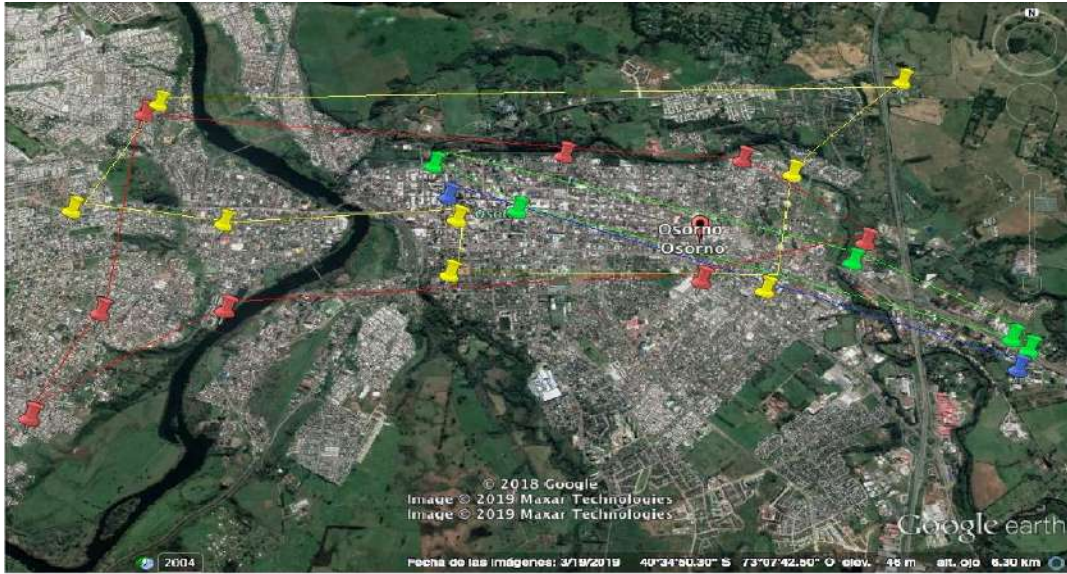 N
Osorno
Osorno
Osorno
© 2018 Google
Image © 2019 Maxar Technologies
Image © 2019 Maxar Technologies
Google earth
2004
Fecha de las imágenes: 3/19/2019 40°34'50.30" S 73°07'42.50" O elev. 46 m alt. ojo 6.30 km